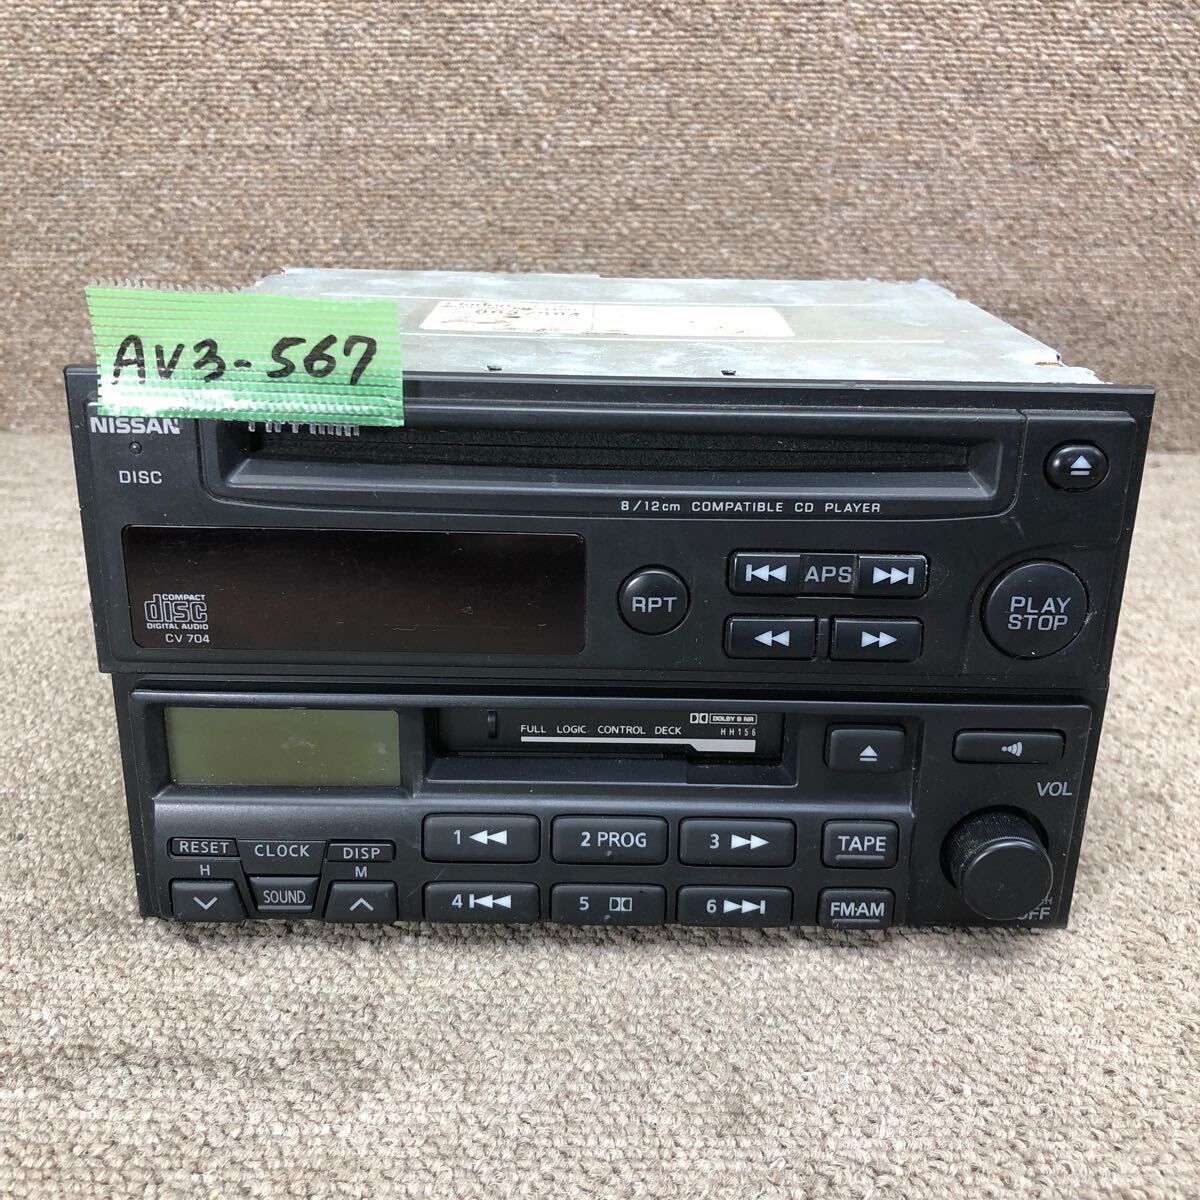 AV3-567
NISSAN
DISC
8/12cm COMPATIBLE CD PLAYER
COMPACT
disc
DIGITAL AUDIO
CV 704
RPT
APS
PLAY
STOP
FULL LOGIC CONTROL DECK
DOLBY B NR
HH156
VOL
RESET
CLOCK
DISP
H
M
SOUND
1
2 PROG
3
TAPE
4
5
6
FM·AM
OFF